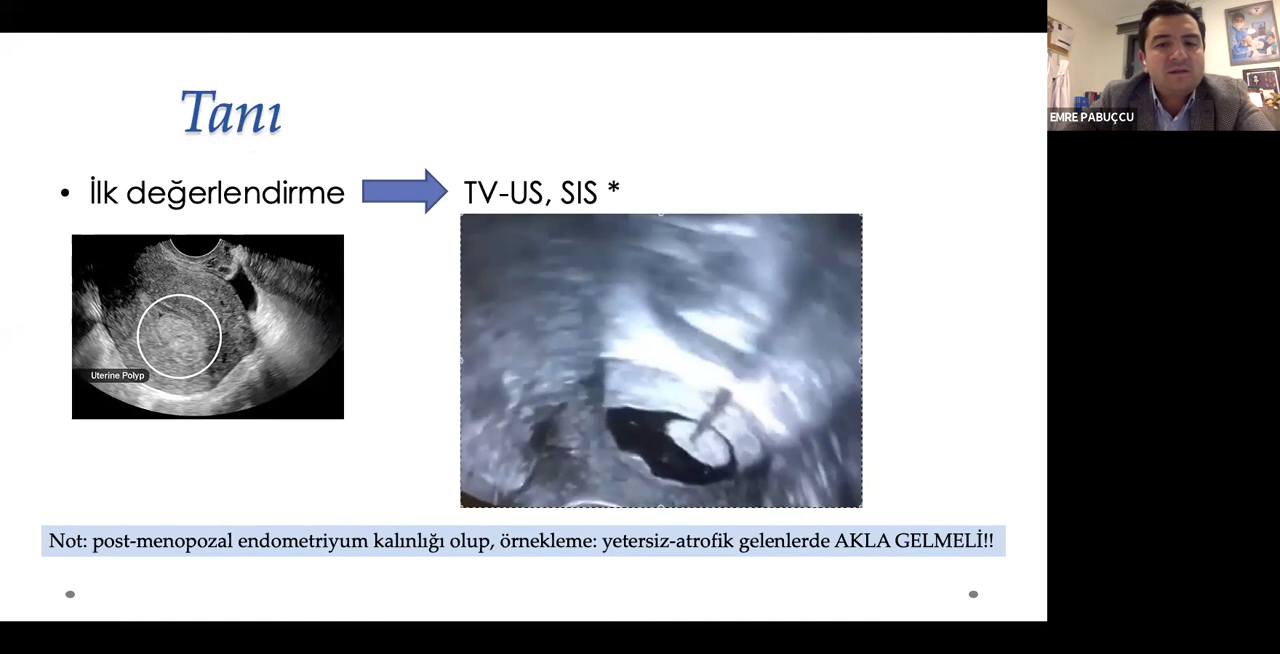 Tanı
• İlk değerlendirme
TV-US, SIS *
Uterine Polyp
Not: post-menopozal endometriyum kalınlığı olup, örnekleme: yetersiz-atrofik gelenlerde AKLA GELMELİ!!
EMRE PABUÇCU